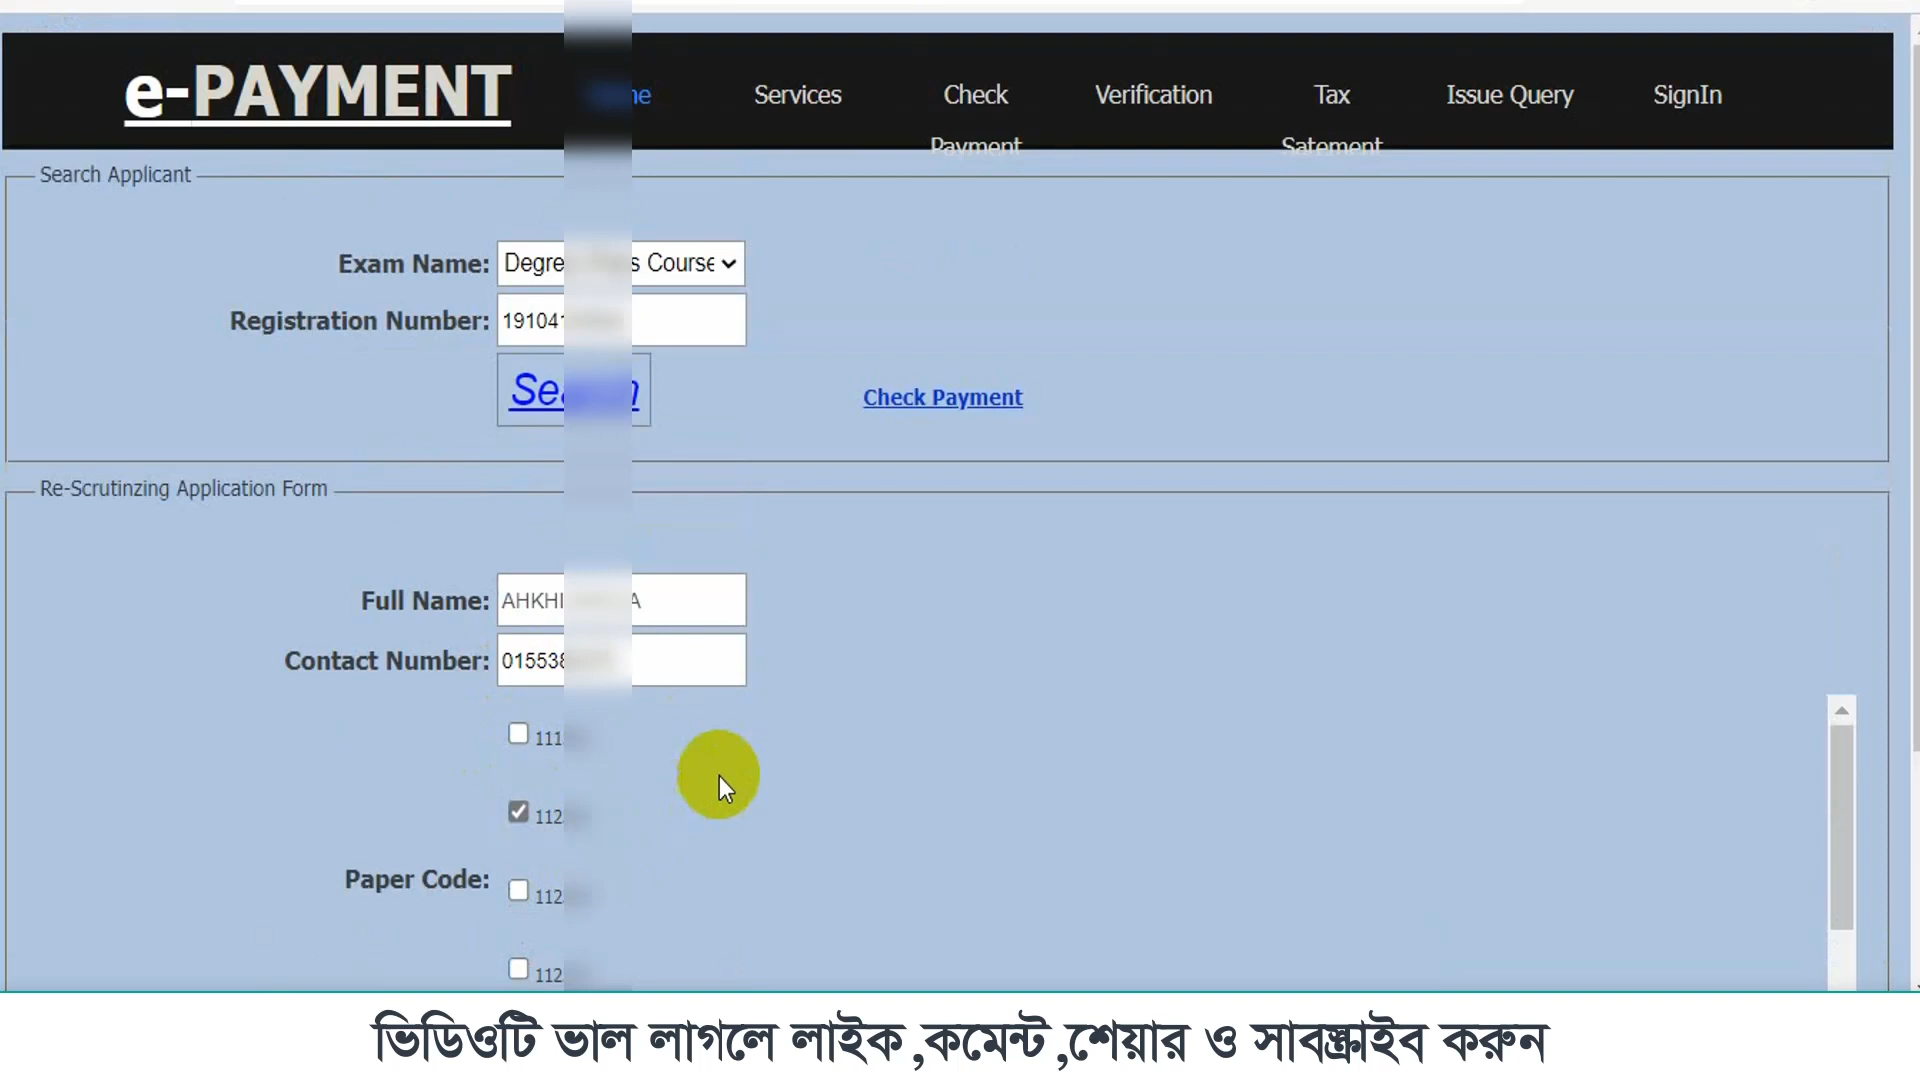 e-PAYMENT
Services
Check Payment
Verification
Tax Satement
Issue Query
SignIn
Search Applicant
Exam Name:
Course
Registration Number:
Check Payment
Re-Scrutinzing Application Form
Full Name:
Contact Number:
Paper Code:
ভিডিওটি ভাল লাগলে লাইক ,কমেন্ট ,শেয়ার ও সাবস্ক্রাইব করুন